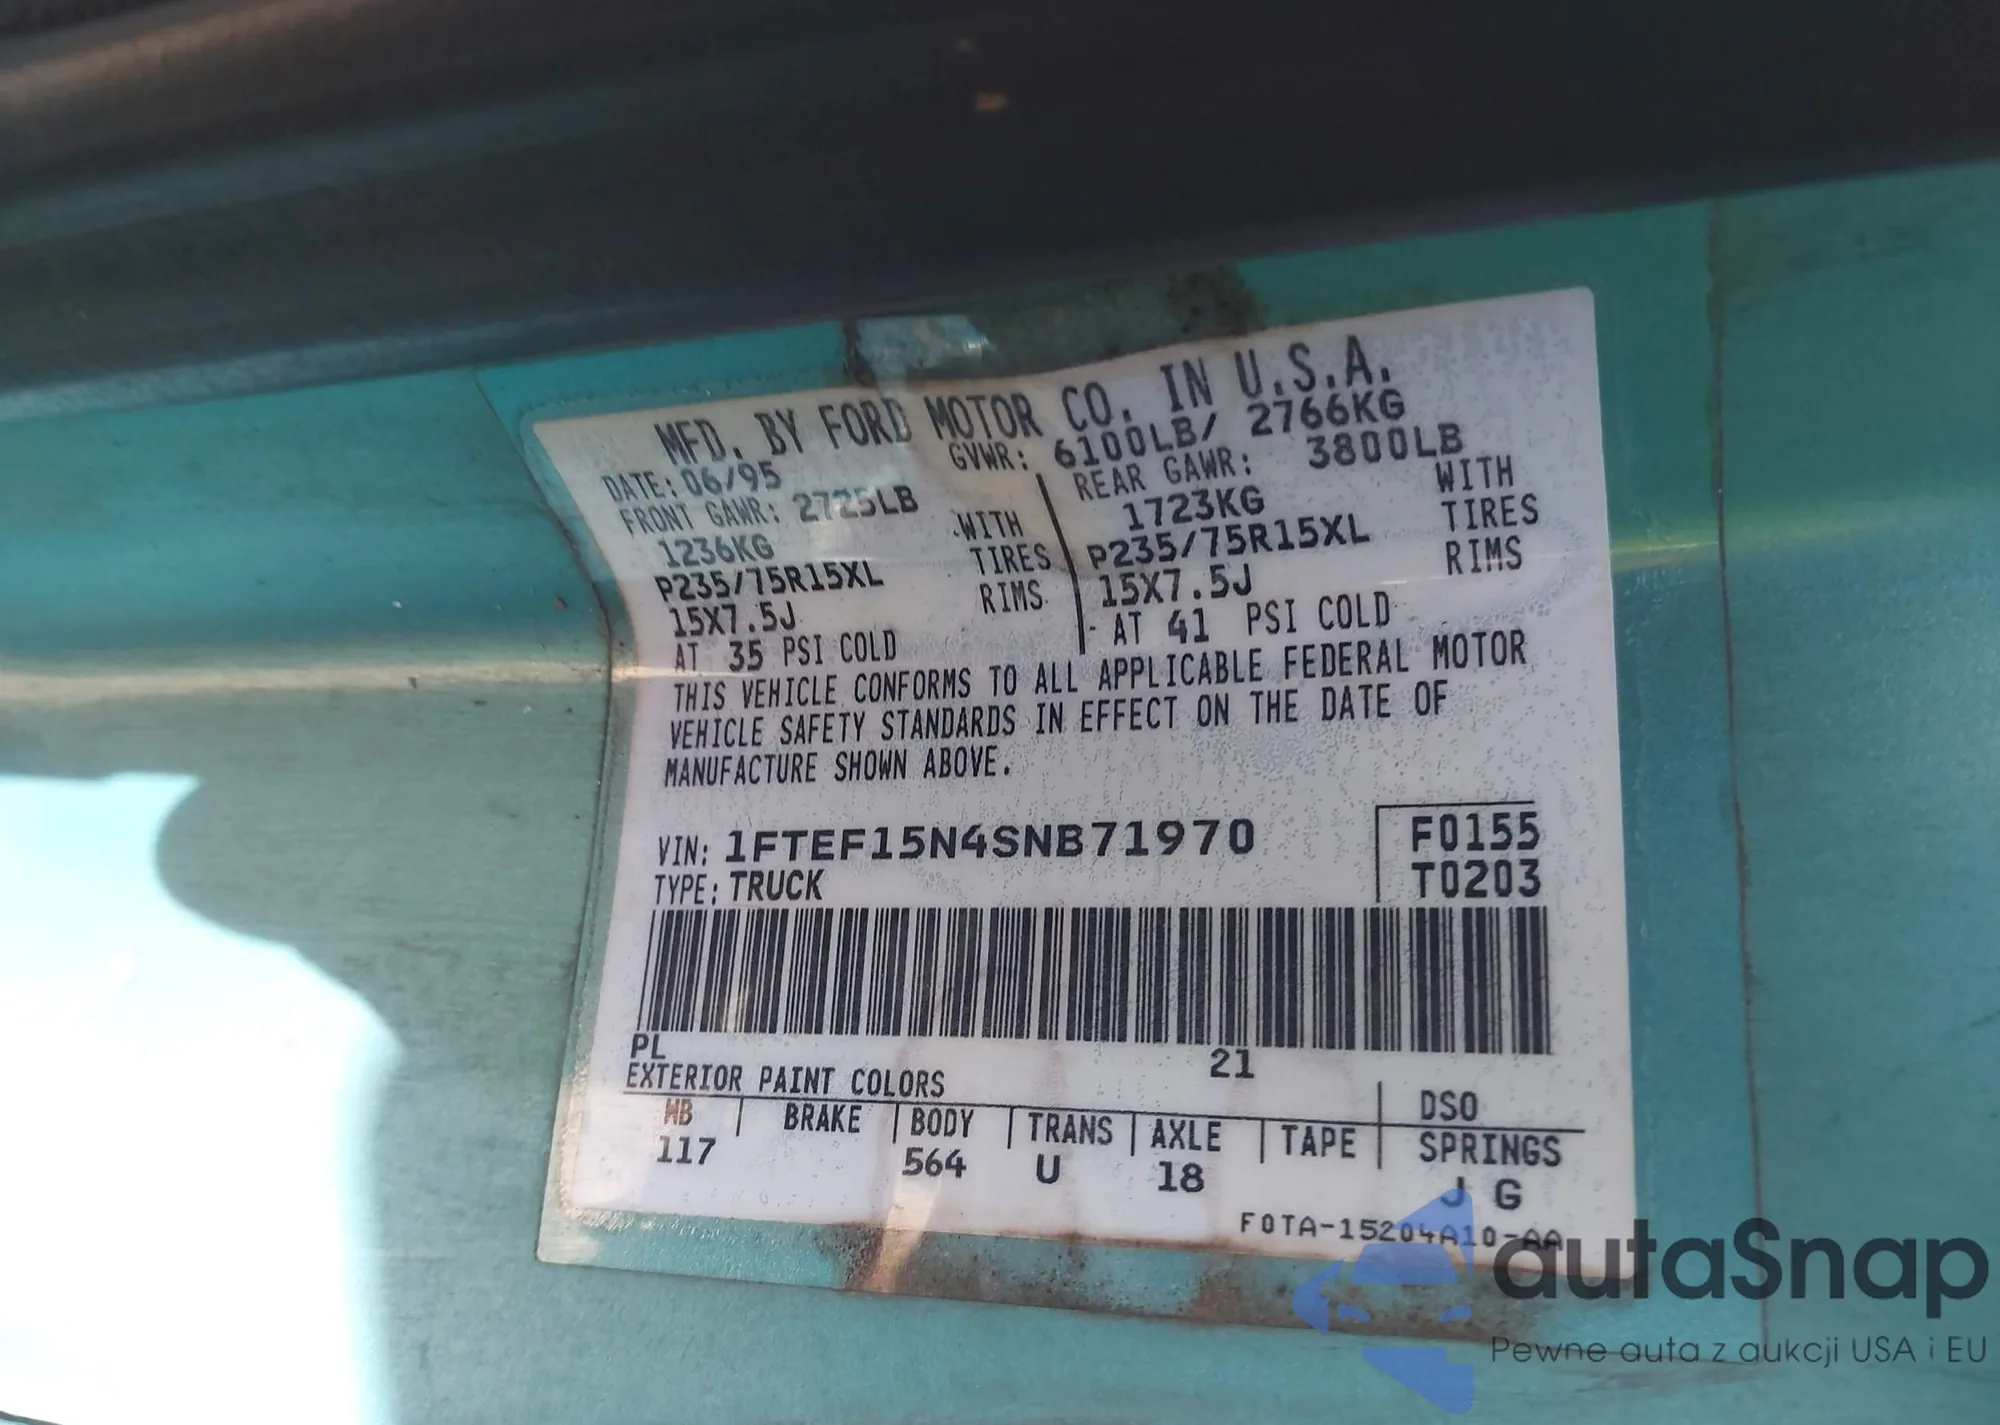 MFD. BY FORD MOTOR CO. IN U.S.A.
DATE: 06/95 GVWR: 6100LB/ 2766KG
FRONT GAWR: 2725LB REAR GAWR: 3800LB
1236KG WITH 1723KG WITH
P235/75R15XL TIRES P235/75R15XL TIRES
15X7.5J RIMS 15X7.5J RIMS
AT 35 PSI COLD AT 41 PSI COLD
THIS VEHICLE CONFORMS TO ALL APPLICABLE FEDERAL MOTOR
VEHICLE SAFETY STANDARDS IN EFFECT ON THE DATE OF
MANUFACTURE SHOWN ABOVE.
VIN: 1FTEF15N4SNB71970 F0155
TYPE: TRUCK T0203
PL 21
EXTERIOR PAINT COLORS DSO
WB BRAKE BODY TRANS AXLE TAPE SPRINGS
117 564 U 18 J G
F0TA-15204A10-AA
autaSnap
Pewne auta z aukcji USA i EU